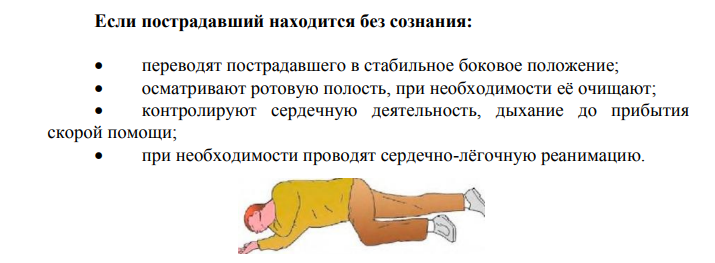 Если пострадавший находится без сознания:
• переводят пострадавшего в стабильное боковое положение;
• осматривают ротовую полость, при необходимости её очищают;
• контролируют сердечную деятельность, дыхание до прибытия
скорой помощи;
• при необходимости проводят сердечно-лёгочную реанимацию.